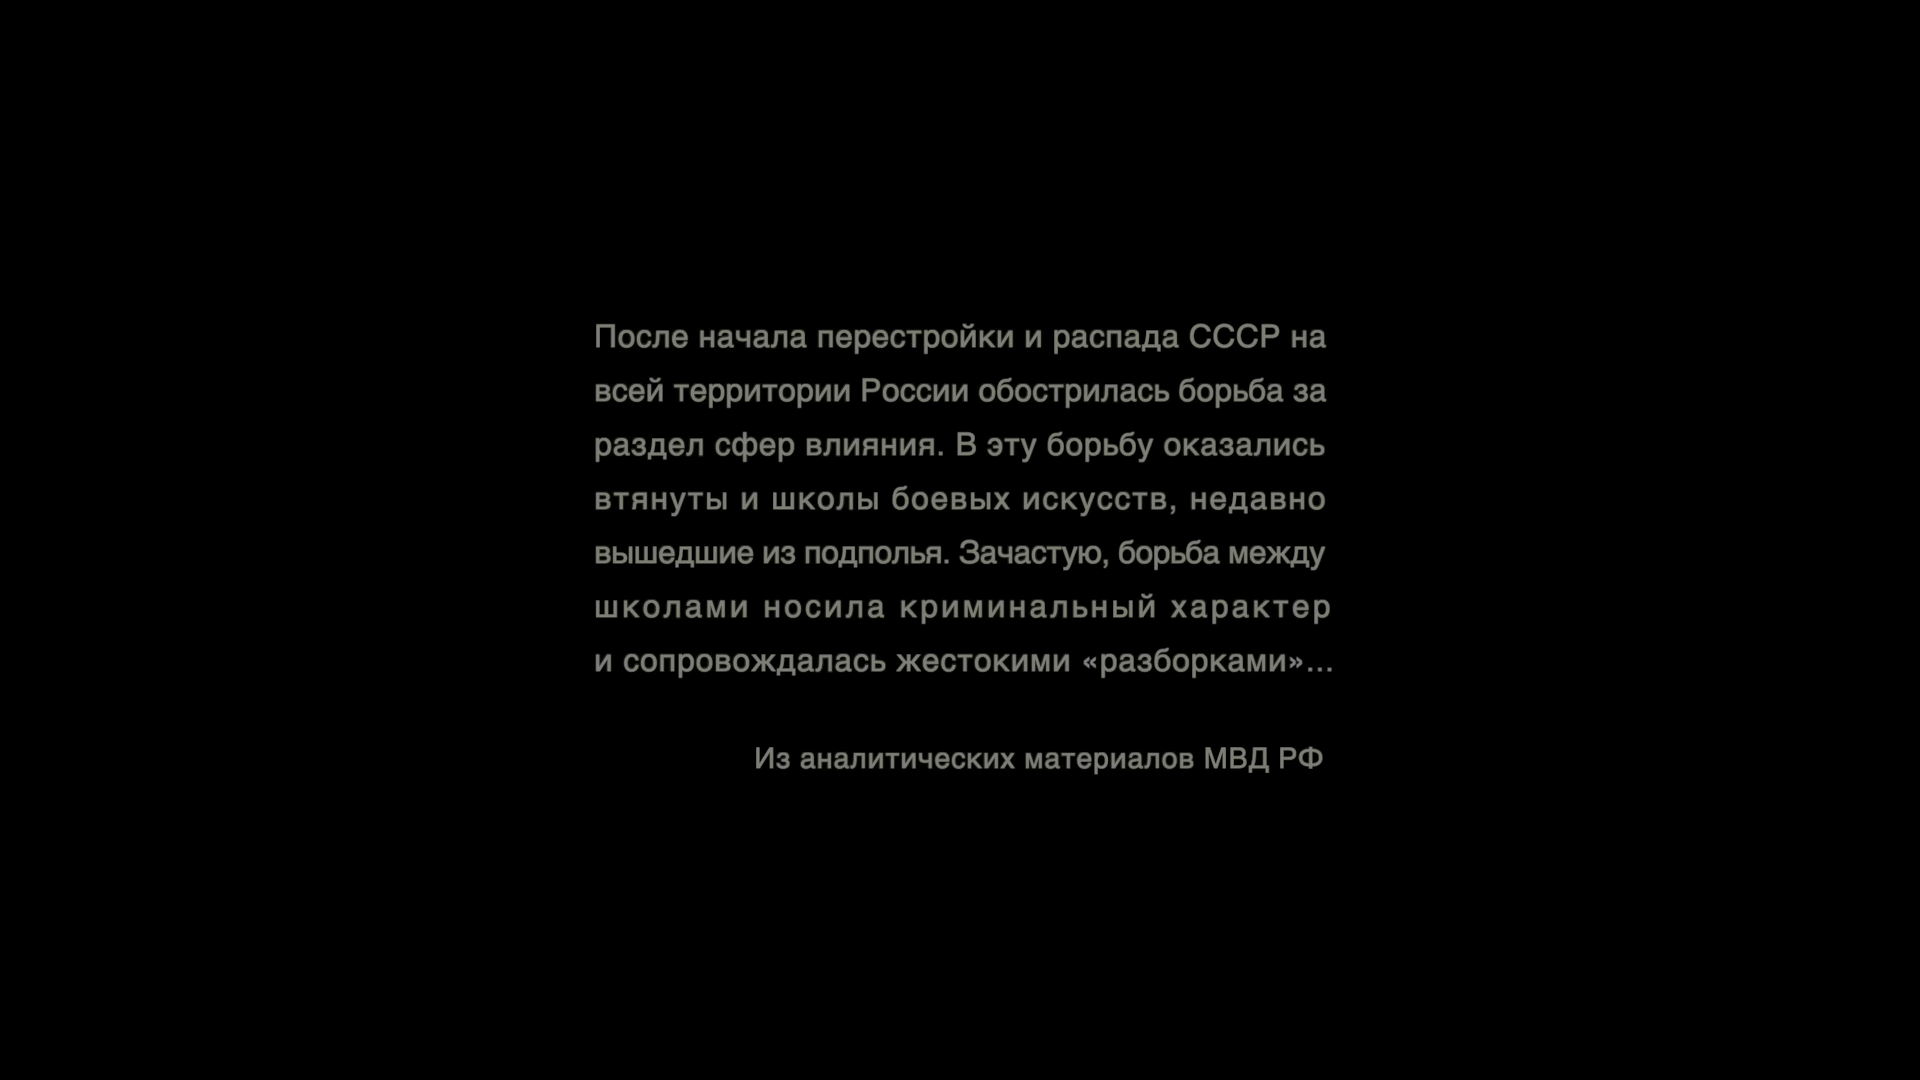 После начала перестройки и распада СССР на
всей территории России обострилась борьба за
раздел сфер влияния. В эту борьбу оказались
втянуты и школы боевых искусств, недавно
вышедшие из подполья. Зачастую, борьба между
школами носила криминальный характер
и сопровождалась жестокими «разборками»...
Из аналитических материалов МВД РФ